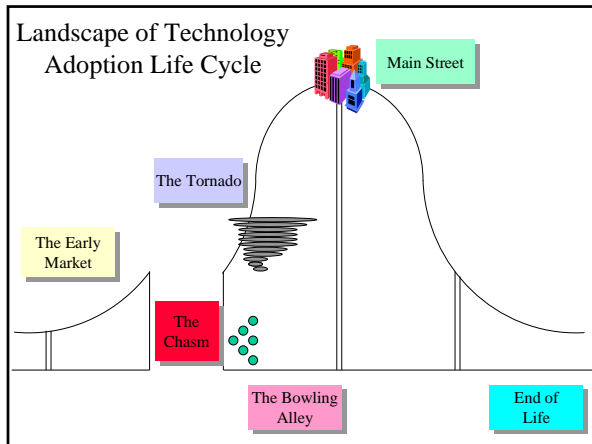 Landscape of Technology
Adoption Life Cycle
Main Street
The Tornado
The Early
Market
The
Chasm
The Bowling
Alley
End of
Life